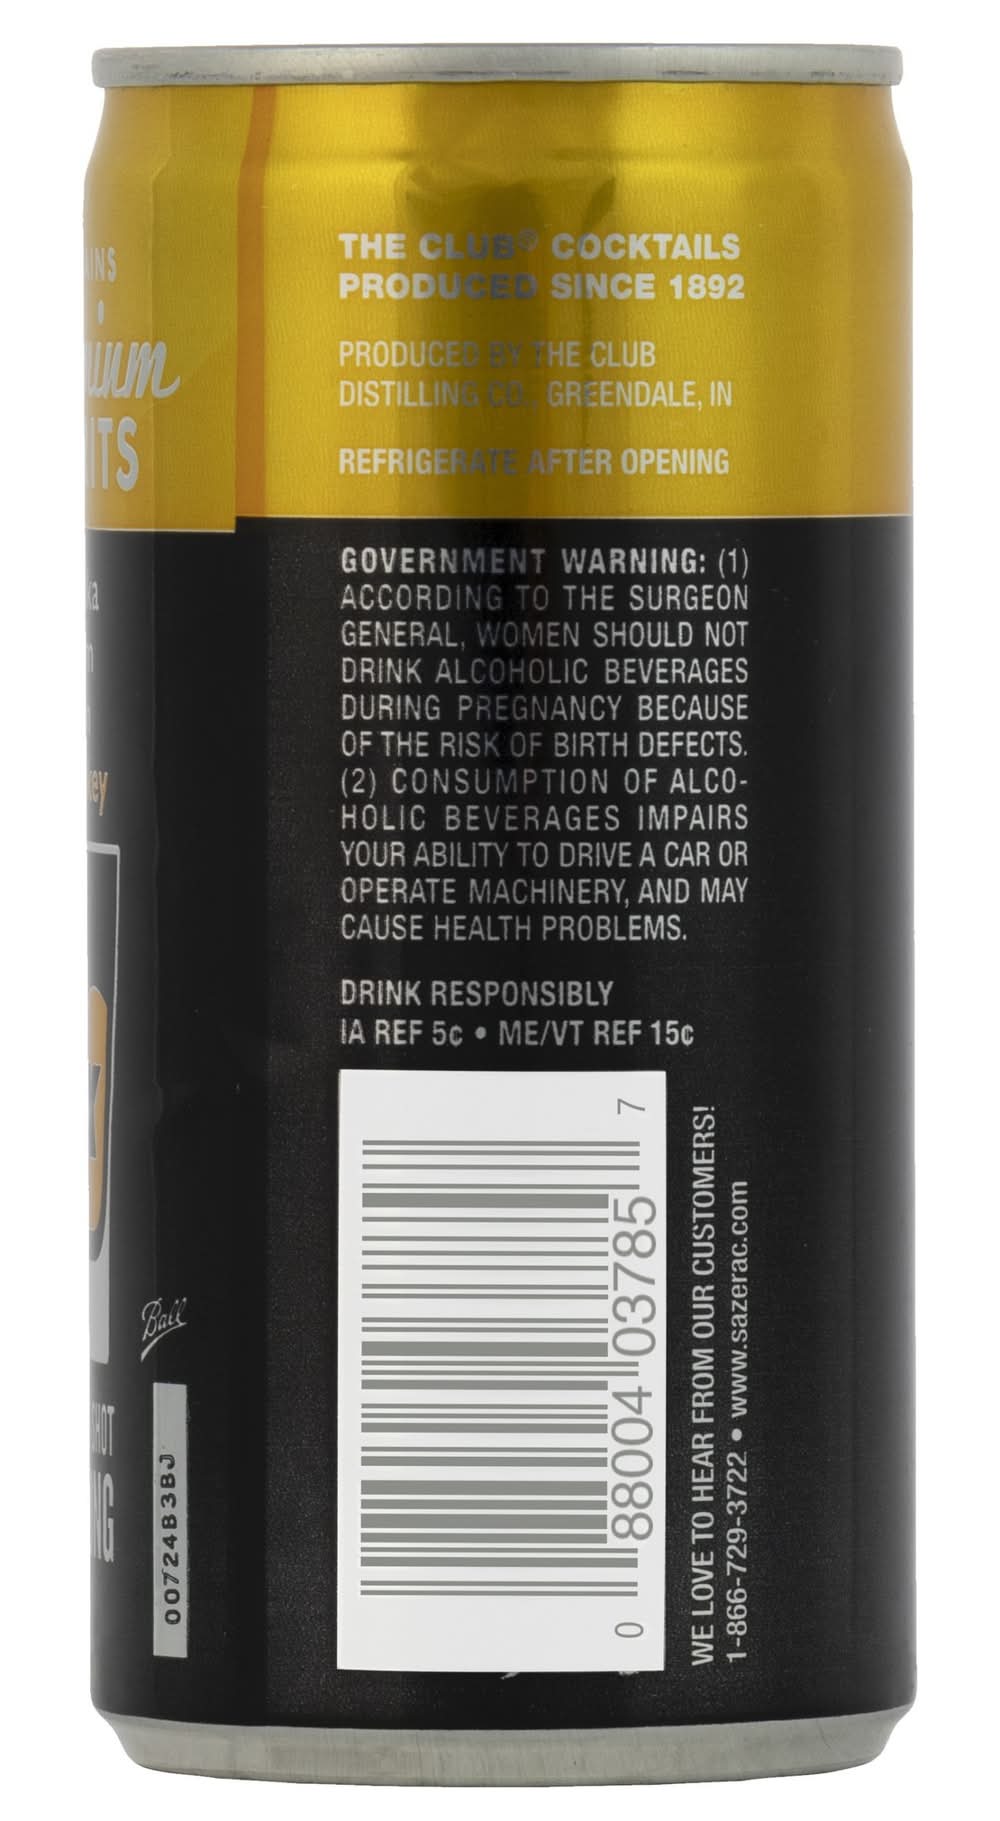 THE CLUB® COCKTAILS
PRODUCED SINCE 1892
PRODUCED BY THE CLUB
DISTILLING CO., GREENDALE, IN
REFRIGERATE AFTER OPENING
GOVERNMENT WARNING: (1)
ACCORDING TO THE SURGEON
GENERAL, WOMEN SHOULD NOT
DRINK ALCOHOLIC BEVERAGES
DURING PREGNANCY BECAUSE
OF THE RISK OF BIRTH DEFECTS.
(2) CONSUMPTION OF ALCO-
HOLIC BEVERAGES IMPAIRS
YOUR ABILITY TO DRIVE A CAR OR
OPERATE MACHINERY, AND MAY
CAUSE HEALTH PROBLEMS.
DRINK RESPONSIBLY
IA REF 5¢ • ME/VT REF 15¢
0 88004 03785 7
WE LOVE TO HEAR FROM OUR CUSTOMERS!
1-866-729-3722 • www.sazerac.com
Ball
00724B3BJ
SHOT